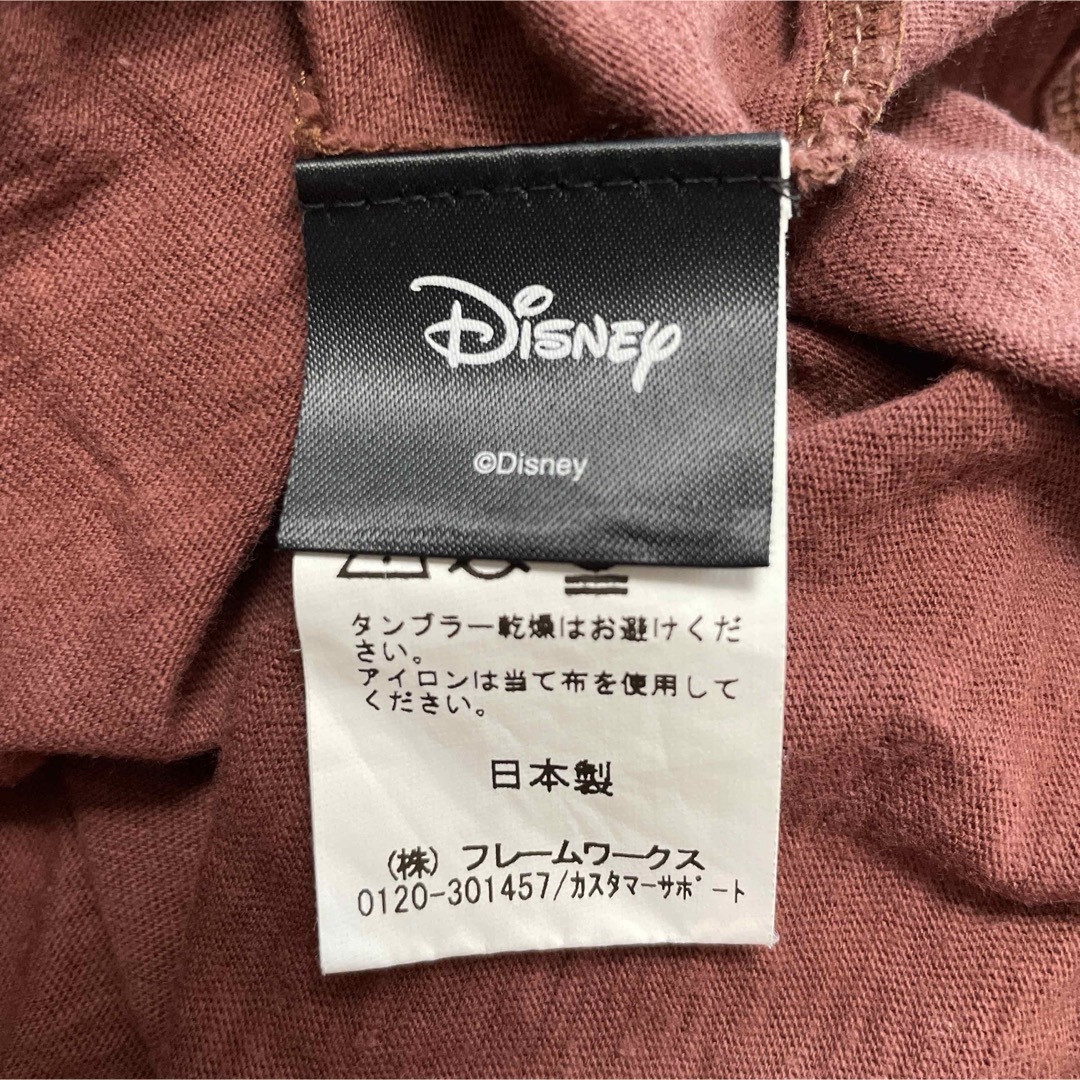 Disney
©Disney
タンブラー乾燥はお避けくだ
さい。
アイロンは当て布を使用して
ください。
日本製
(株) フレームワークス
0120-301457/カスタマーサポート